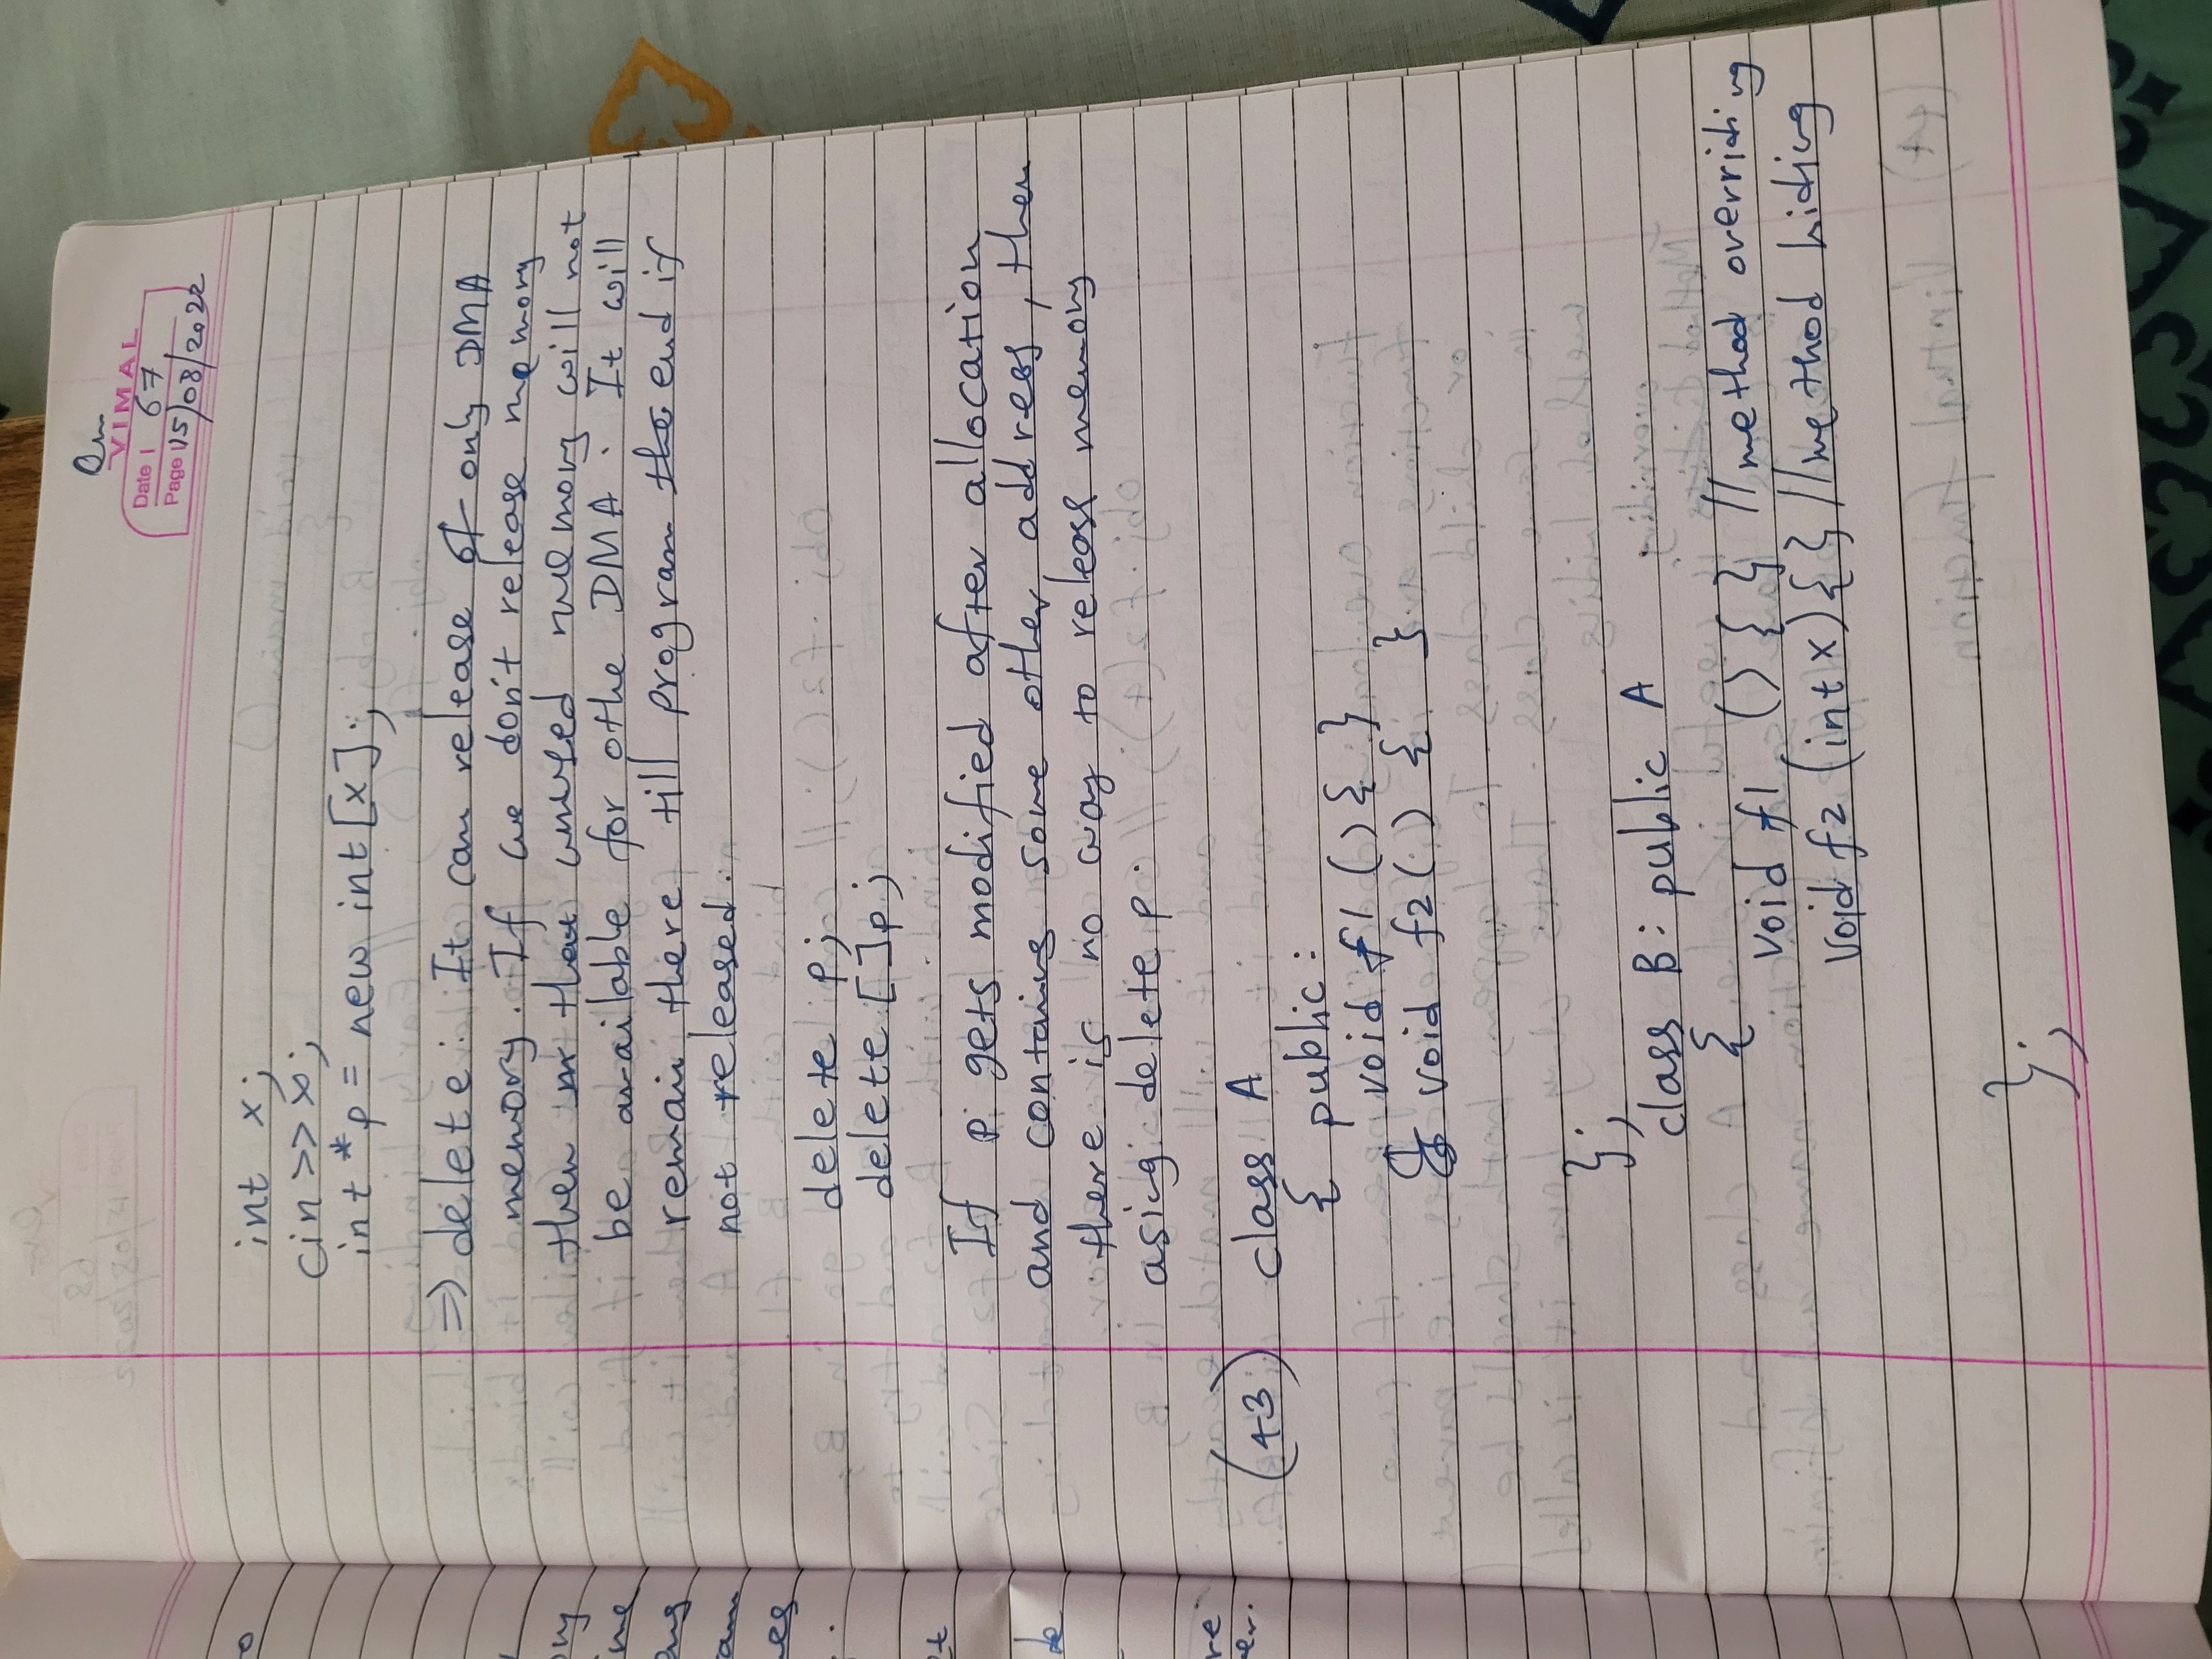 Om
VIMAL
Date | 67
Page | 15/08/2022
int x;
cin >> x;
int *p = new int [x];
=> delete: It can release of only DMA
memory. If we don't release memory
then that unused memory will not
be available for othe DMA. It will
remain there till program the end if
not released.
delete p;
delete [ ]p;
If p gets modified after allocation
and contains some other address, then
there is no way to release memory
asing delete p.
(43) class A
{ public:
void f1 () { }
void f2 ( ) { }
};
class B: public A
{
void f1 () { } //method overriding
void f2 (int x) { } //method hiding
};